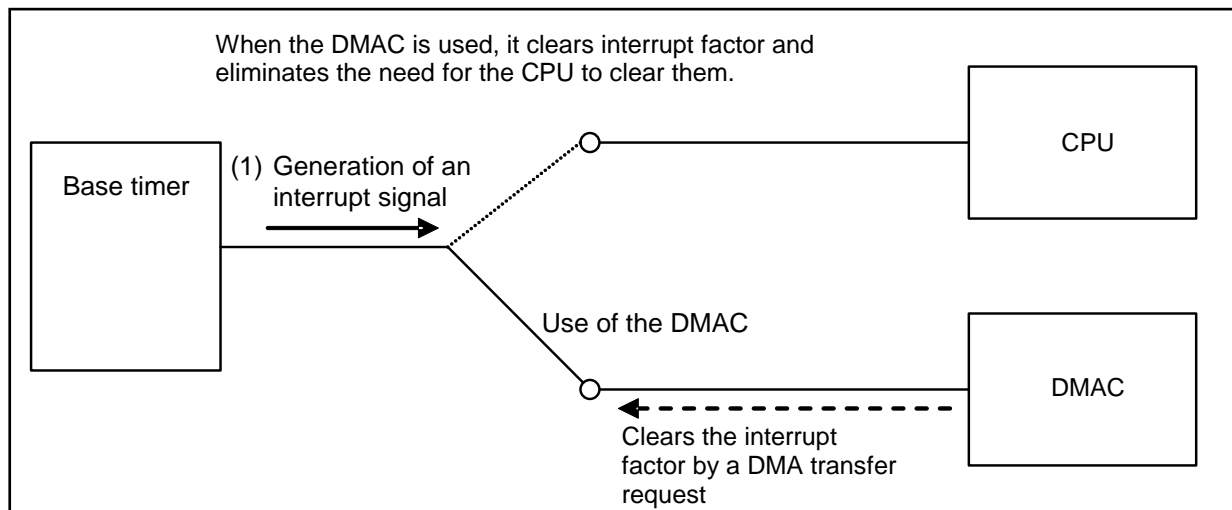 When the DMAC is used, it clears interrupt factor and
eliminates the need for the CPU to clear them.
CPU
Base timer
(1) Generation of an
interrupt signal
Use of the DMAC
DMAC
Clears the interrupt
factor by a DMA transfer
request